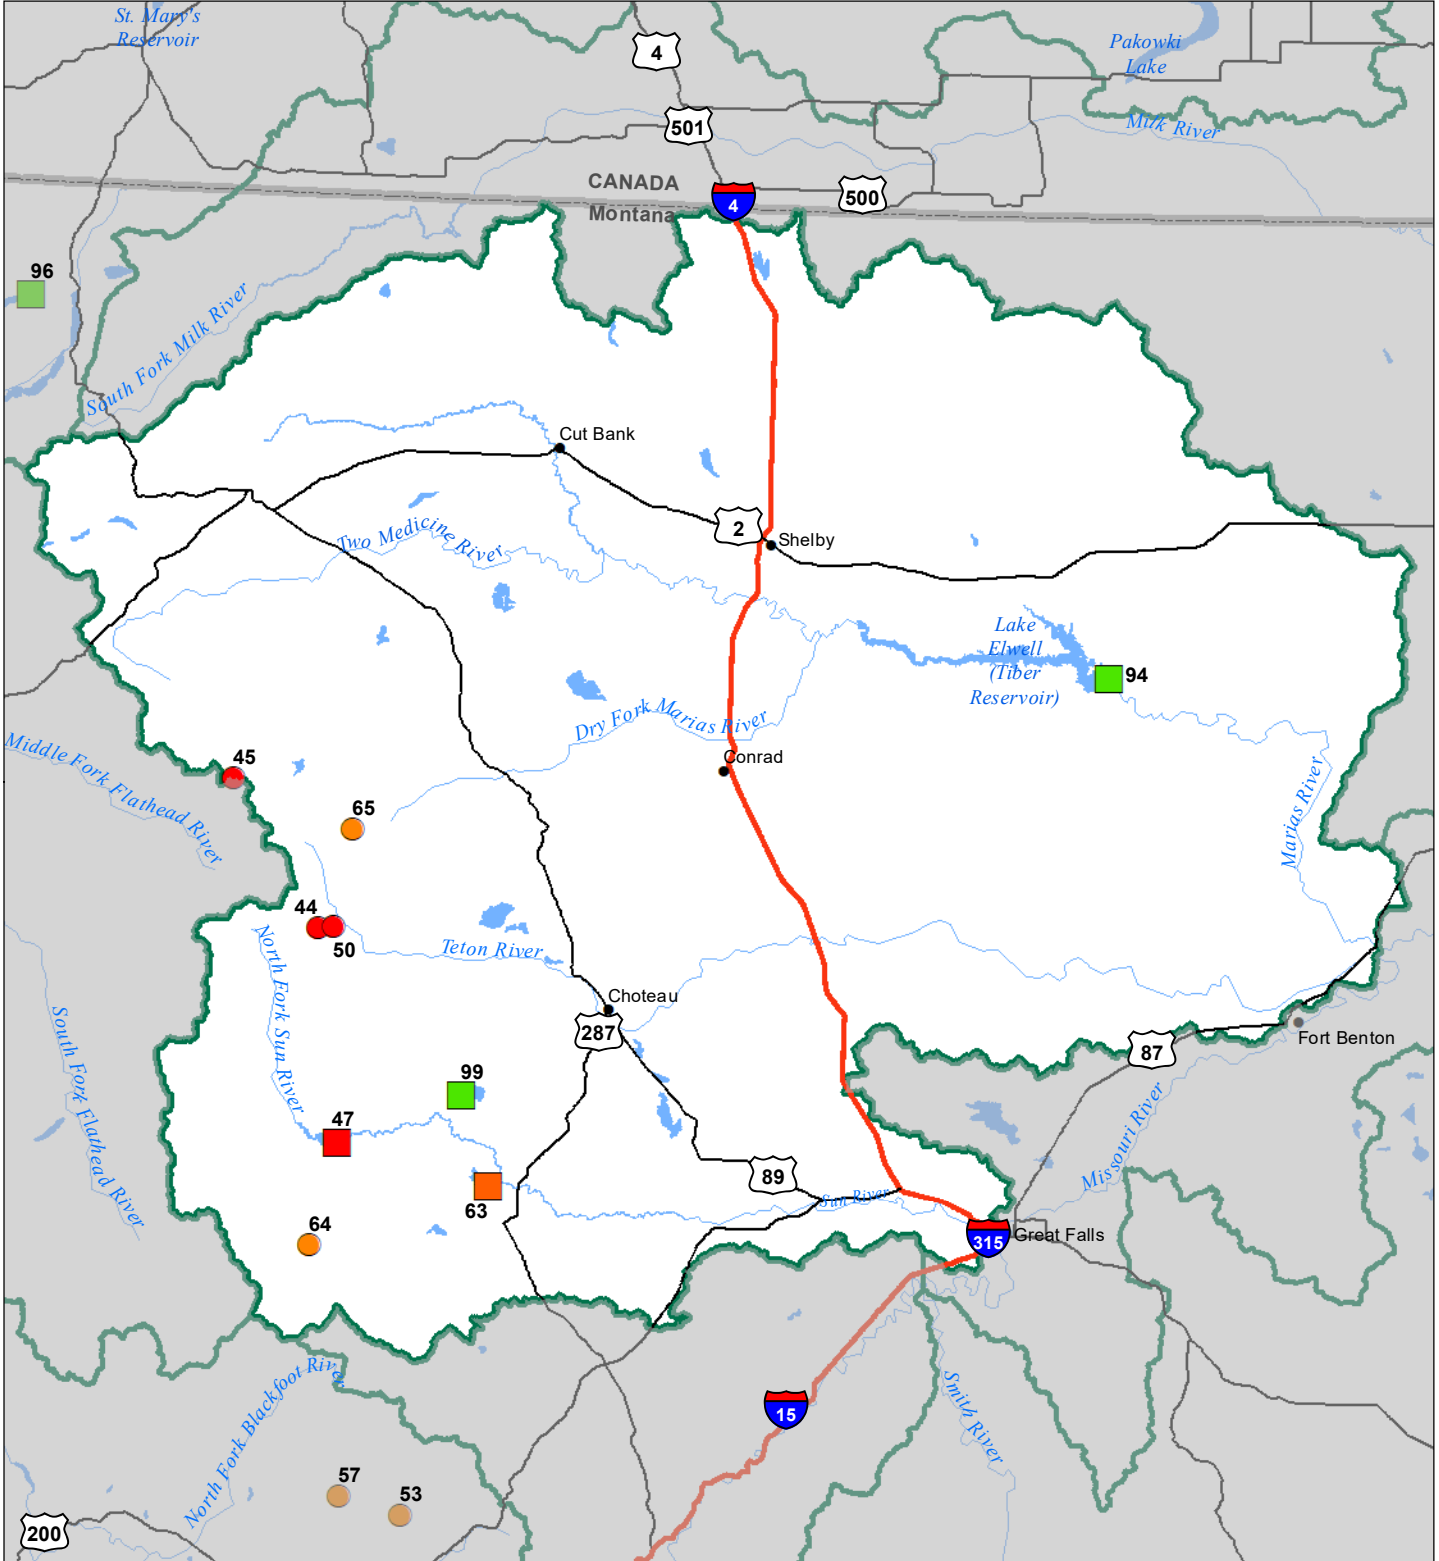 St. Mary's
Reservoir
4
Pakowki
Lake
501
Milk River
CANADA
4
500
Montana
96
South Fork Milk River
Cut Bank
2
Shelby
Two Medicine River
Lake
Elwell
(Tiber
Reservoir)
94
Dry Fork Marias River
Middle Fork Flathead River
45
Conrad
65
Marias River
44
50
North Fork Sun River
Teton River
Choteau
287
South Fork Flathead River
Fort Benton
87
99
47
Missouri River
89
63
Sun River
64
315
Great Falls
North Fork Blackfoot River
15
Smith River
57
53
200